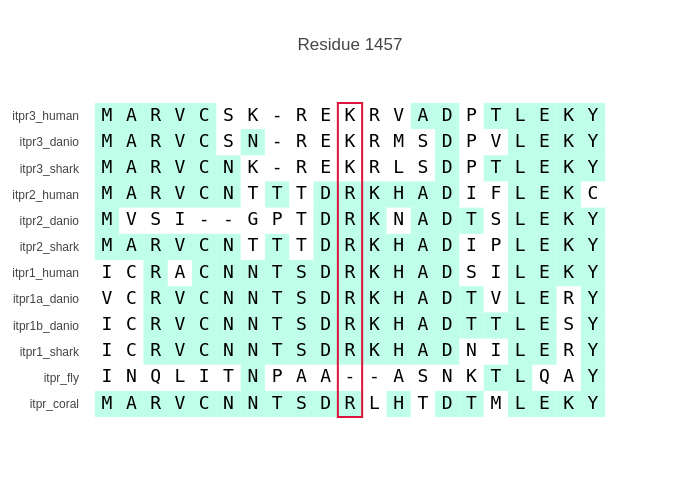 Residue 1457
itpr3_human M A R V C S K - R E K R V A D P T L E K Y
itpr3_danio M A R V C S N - R E K R M S D P V L E K Y
itpr3_shark M A R V C N K - R E K R L S D P T L E K Y
itpr2_human M A R V C N T T T D R K H A D I F L E K C
itpr2_danio M V S I - - G P T D R K N A D T S L E K Y
itpr2_shark M A R V C N T T T D R K H A D I P L E K Y
itpr1_human I C R A C N N T S D R K H A D S I L E K Y
itpr1a_danio V C R V C N N T S D R K H A D T V L E R Y
itpr1b_danio I C R V C N N T S D R K H A D T T L E S Y
itpr1_shark I C R V C N N T S D R K H A D N I L E R Y
itpr_fly I N Q L I T N P A A - - A S N K T L Q A Y
itpr_coral M A R V C N N T S D R L H T D T M L E K Y